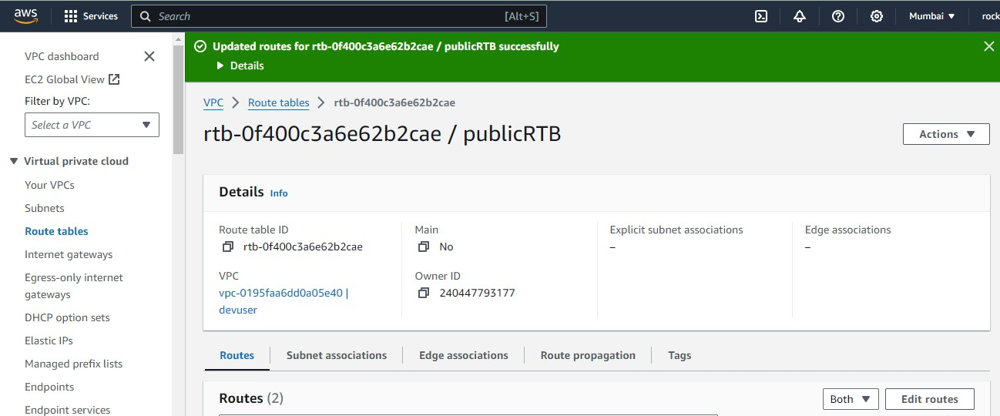 aws
Services
Search
[Alt+S]
Mumbai
rock
VPC dashboard
EC2 Global View
Filter by VPC:
Select a VPC
Virtual private cloud
Your VPCs
Subnets
Route tables
Internet gateways
Egress-only internet
gateways
DHCP option sets
Elastic IPs
Managed prefix lists
Endpoints
Endpoint services
Updated routes for rtb-0f400c3a6e62b2cae / publicRTB successfully
Details
VPC
Route tables
rtb-0f400c3a6e62b2cae
rtb-0f400c3a6e62b2cae / publicRTB
Actions
Details Info
Route table ID
rtb-0f400c3a6e62b2cae
Main
No
Explicit subnet associations
–
Edge associations
–
VPC
vpc-0195faa6dd0a05e40 |
devuser
Owner ID
240447793177
Routes
Subnet associations
Edge associations
Route propagation
Tags
Routes (2)
Both
Edit routes